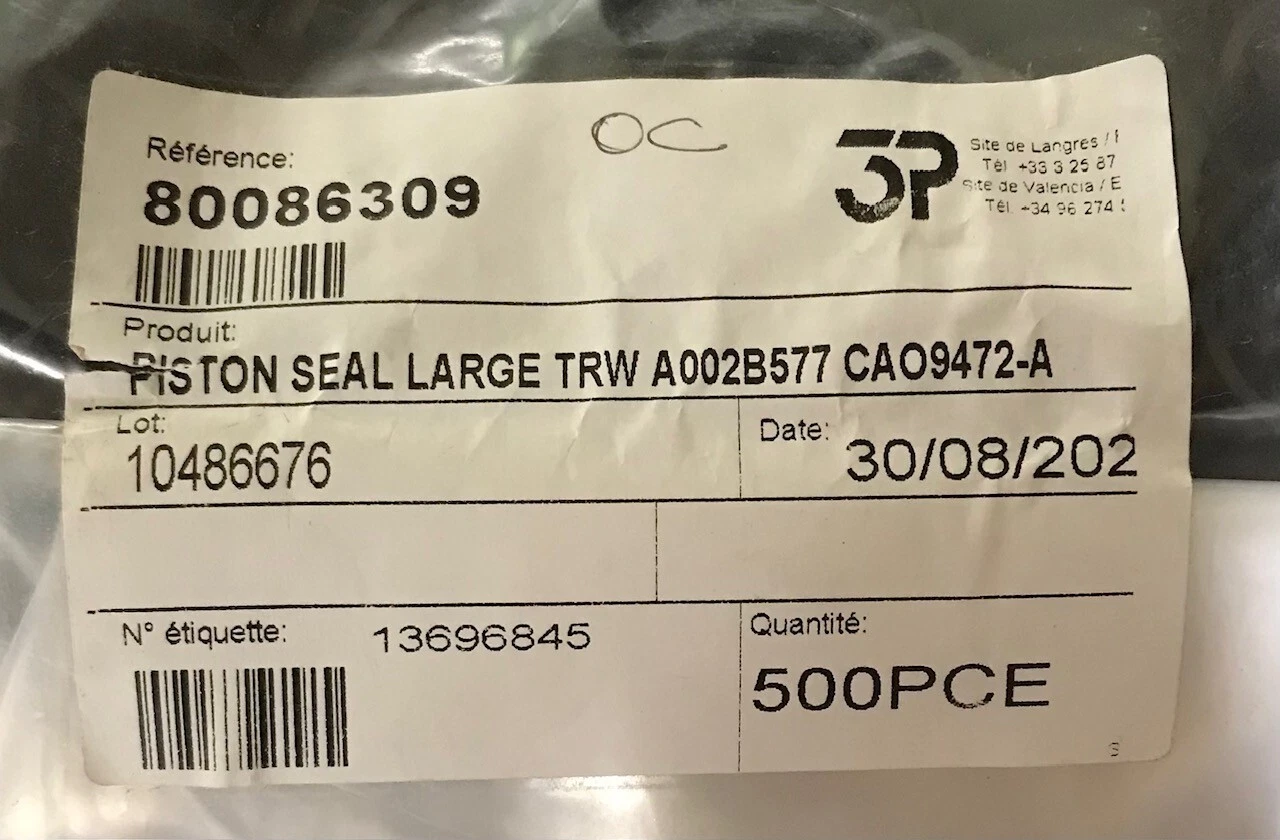 OC
Référence:
80086309
3P
Site de Langres /
Tél +33 3 25 87
Site de Valencia / E
Tél. +34 96 274
Produit:
PISTON SEAL LARGE TRW A002B577 CAO9472-A
Lot:
10486676
Date:
30/08/202
N° étiquette:
13696845
Quantité:
500PCE